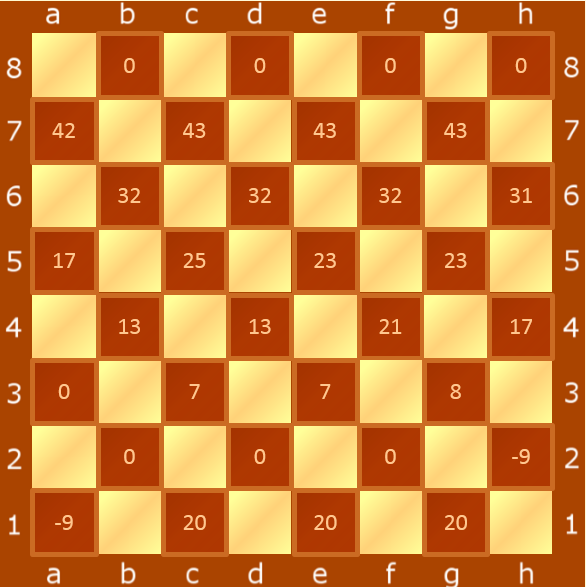 a b c d e f g h
8 0 0 0 0 8
7 42 43 43 43 7
6 32 32 32 31 6
5 17 25 23 23 5
4 13 13 21 17 4
3 0 7 7 8 3
2 0 0 0 -9 2
1 -9 20 20 20 1
a b c d e f g h